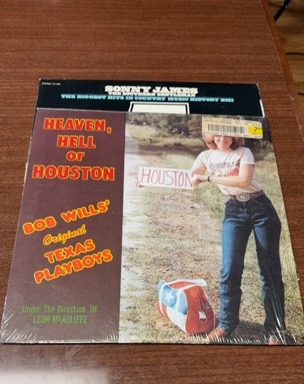 SONNY JAMES
THE SOUTHERN GENTLEMAN
THE BIGGEST HITS IN COUNTRY MUSIC HISTORY BMI
HEAVEN,
HELL
or
HOUSTON
HOUSTON
BOB WILLS'
Original
TEXAS
PLAYBOYS
Under The Direction Of
LEON McAULIFFE